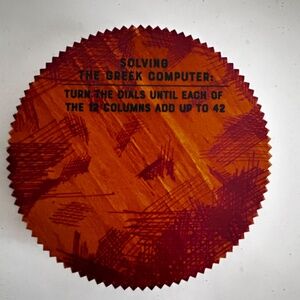 SOLVING
THE GREEK COMPUTER:
TURN THE DIALS UNTIL EACH OF
THE 12 COLUMNS ADD UP TO 42